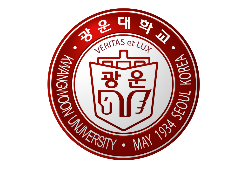 · 광운대학교 ·
VERITAS et LUX
광운
KWANGWOON UNIVERSITY · MAY 1934 SEOUL KOREA